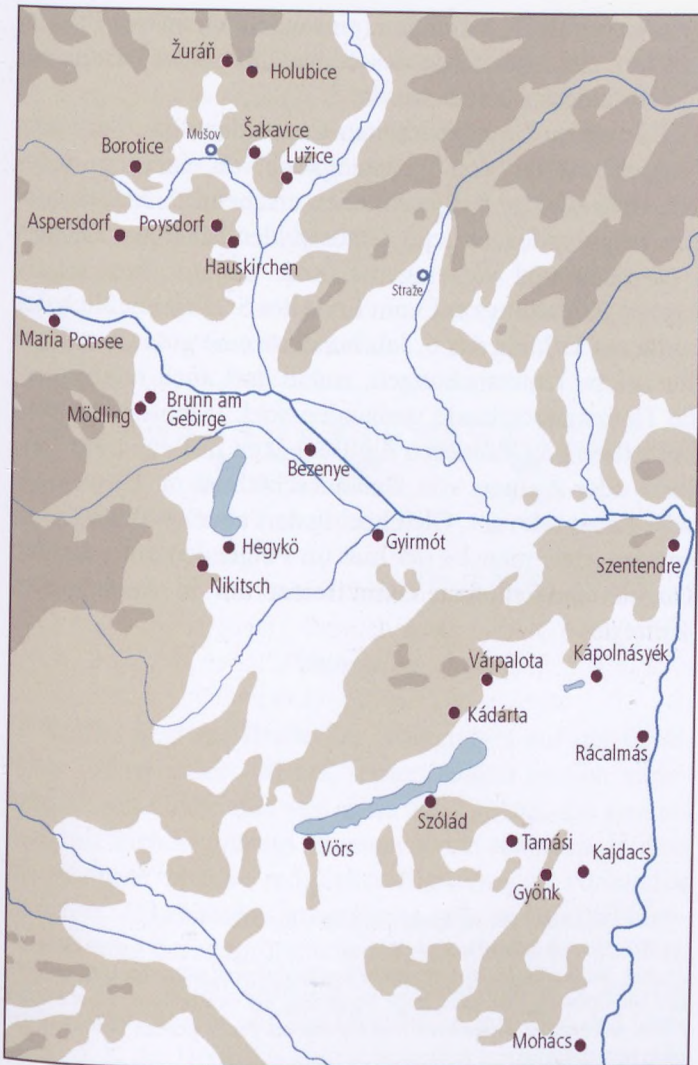 Žuráň
Holubice
Mušov
Šakavice
Borotice
Lužice
Aspersdorf
Poysdorf
Hauskirchen
Straže
Maria Ponsee
Brunn am
Gebirge
Mödling
Bezenye
Gyirmót
Hegykö
Szentendre
Nikitsch
Várpalota
Kápolnásyék
Kádárta
Rácalmás
Szólád
Vörs
Tamási
Kajdacs
Gyönk
Mohács